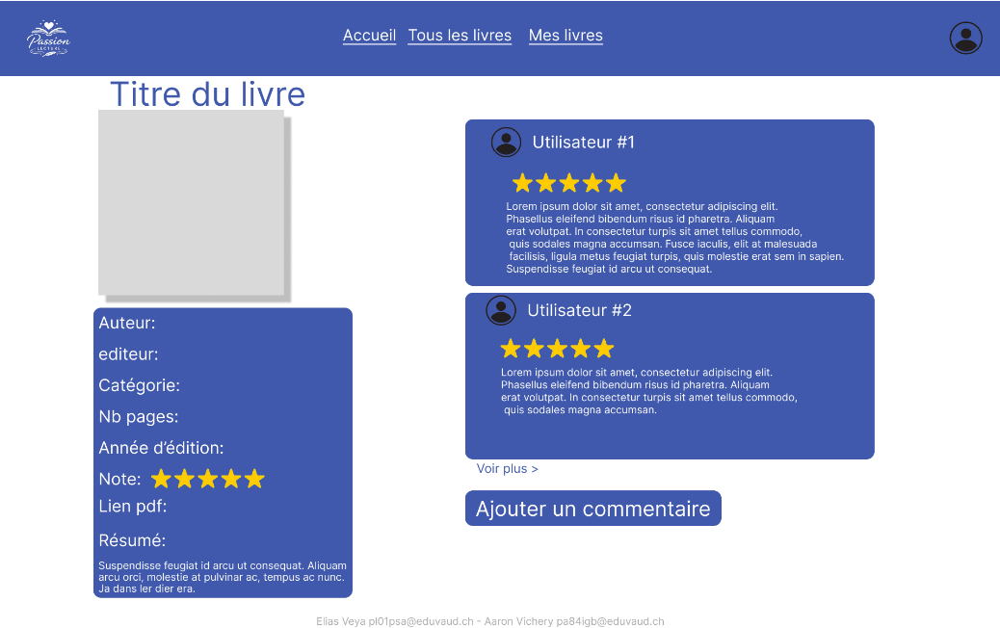 Passion
LECTURE
Accueil Tous les livres Mes livres
Titre du livre
Auteur:
editeur:
Catégorie:
Nb pages:
Année d’édition:
Note:
Lien pdf:
Résumé:
Suspendisse feugiat id arcu ut consequat. Aliquam
arcu orci, molestie at pulvinar ac, tempus ac nunc.
Ja dans ler dier era.
Utilisateur #1
Lorem ipsum dolor sit amet, consectetur adipiscing elit.
Phasellus eleifend bibendum risus id pharetra. Aliquam
erat volutpat. In consectetur turpis sit amet tellus commodo,
quis sodales magna accumsan. Fusce iaculis, elit at malesuada
facilisis, ligula metus feugiat turpis, quis molestie erat sem in sapien.
Suspendisse feugiat id arcu ut consequat.
Utilisateur #2
Lorem ipsum dolor sit amet, consectetur adipiscing elit.
Phasellus eleifend bibendum risus id pharetra. Aliquam
erat volutpat. In consectetur turpis sit amet tellus commodo,
quis sodales magna accumsan.
Voir plus >
Ajouter un commentaire
Elias Veya pl01psa@eduvaud.ch - Aaron Vichery pa84igb@eduvaud.ch